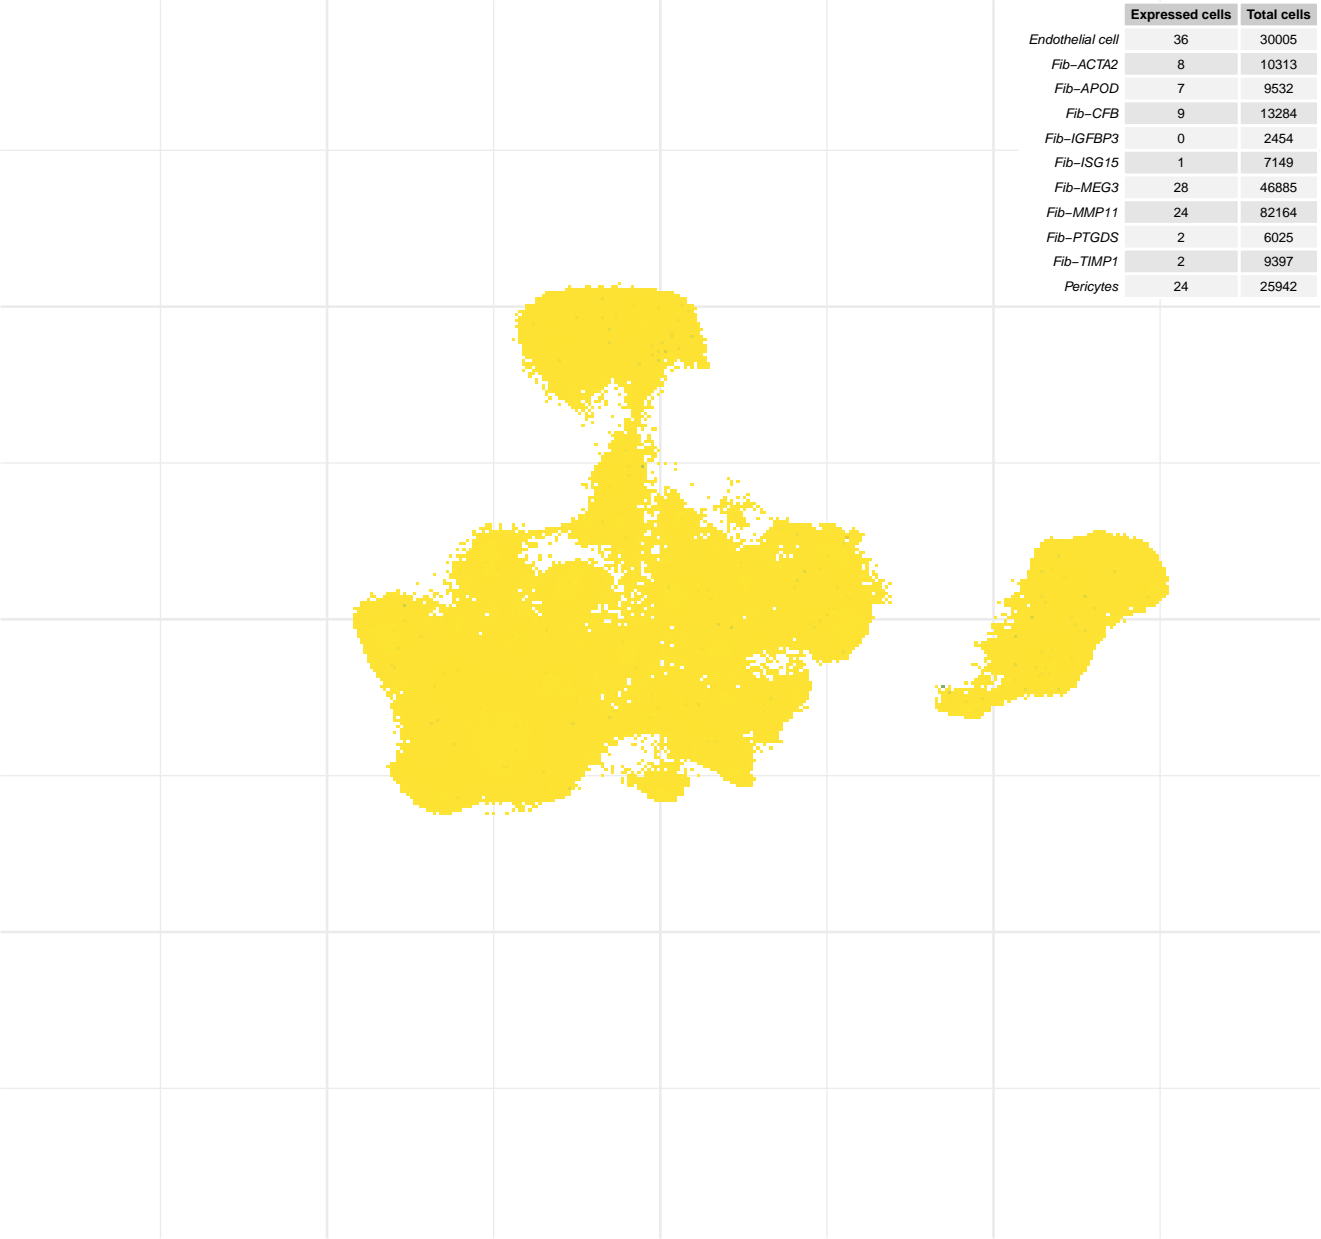 Expressed cells Total cells
Endothelial cell 36 30005
Fib−ACTA2 8 10313
Fib−APOD 7 9532
Fib−CFB 9 13284
Fib−IGFBP3 0 2454
Fib−ISG15 1 7149
Fib−MEG3 28 46885
Fib−MMP11 24 82164
Fib−PTGDS 2 6025
Fib−TIMP1 2 9397
Pericytes 24 25942